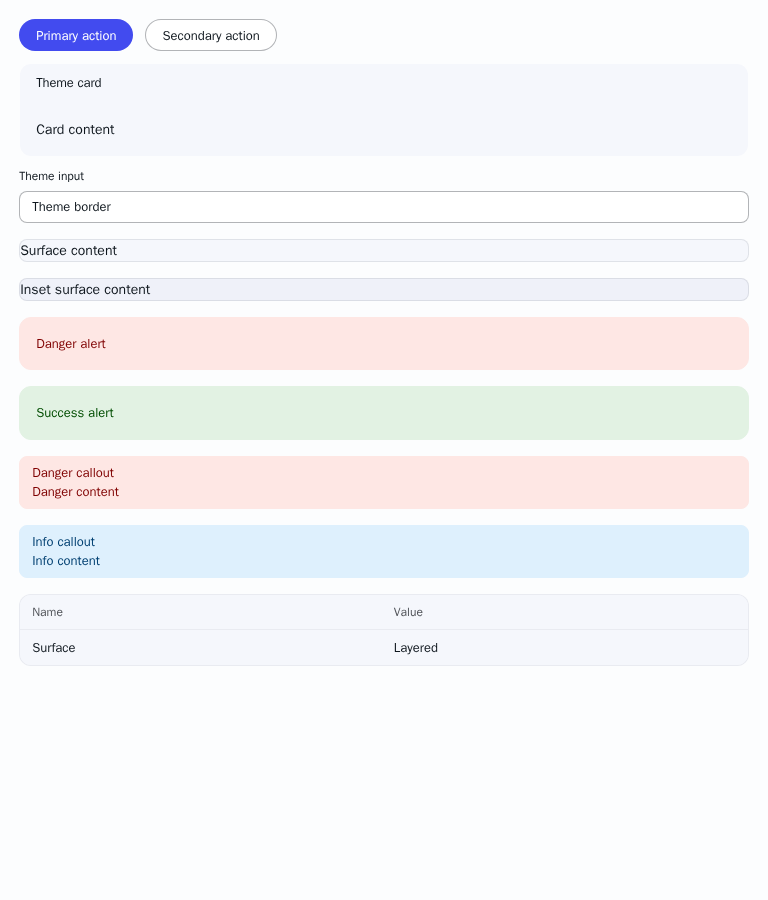 Primary action Secondary action
Theme card
Card content
Theme input
Theme border
Surface content
Inset surface content
Danger alert
Success alert
Danger callout
Danger content
Info callout
Info content
Name Value
Surface Layered